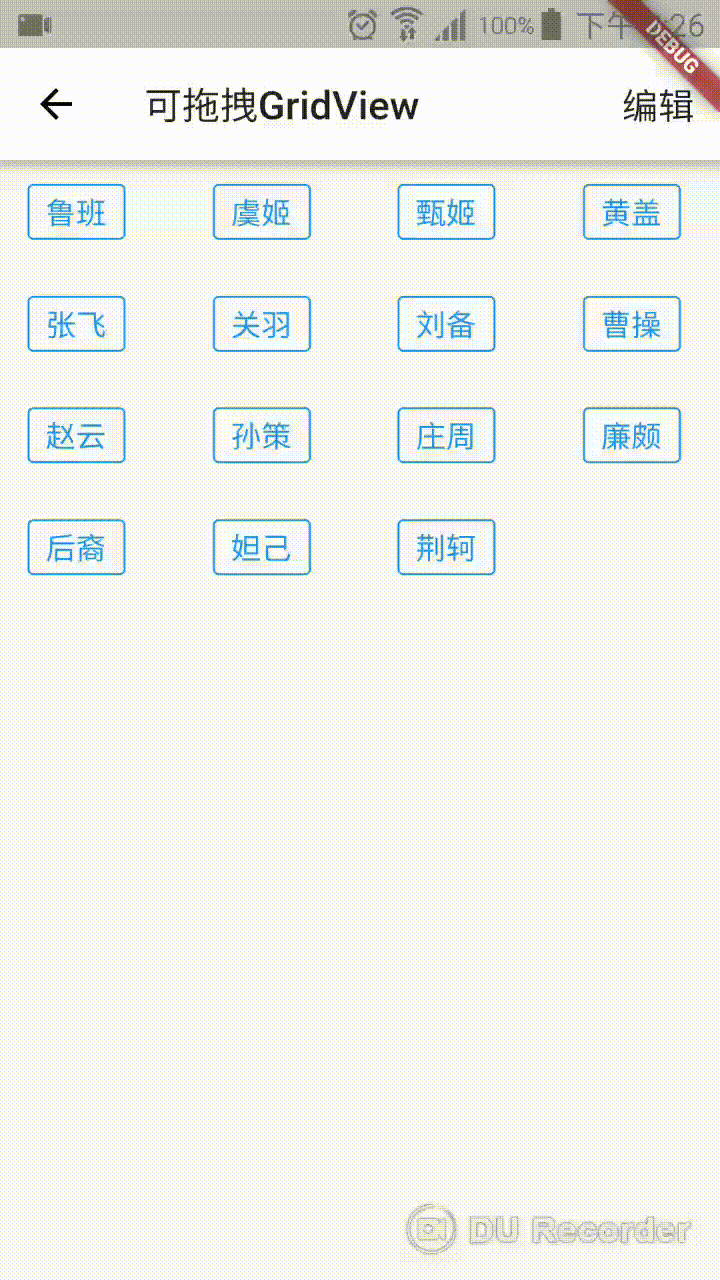 100% 下午 26
DEBUG
可拖拽GridView 编辑
鲁班 虞姬 甄姬 黄盖
张飞 关羽 刘备 曹操
赵云 孙策 庄周 廉颇
后裔 妲己 荆轲
DU Recorder